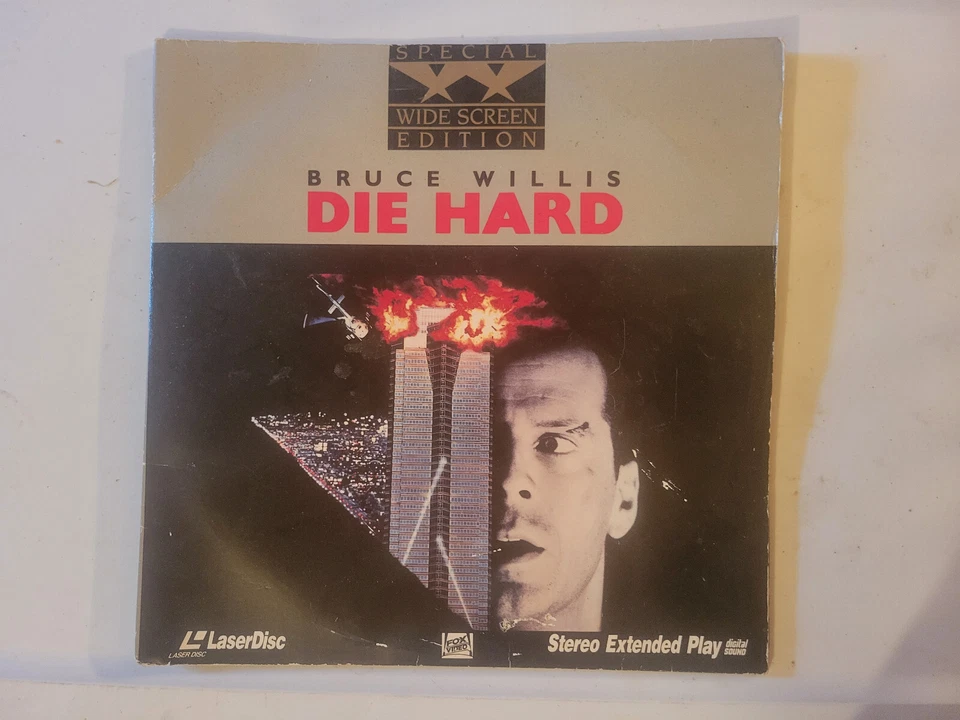 SPECIAL
WIDE SCREEN
EDITION
BRUCE WILLIS
DIE HARD
LaserDisc
LASER DISC
FOX
VIDEO
Stereo Extended Play digital
SOUND